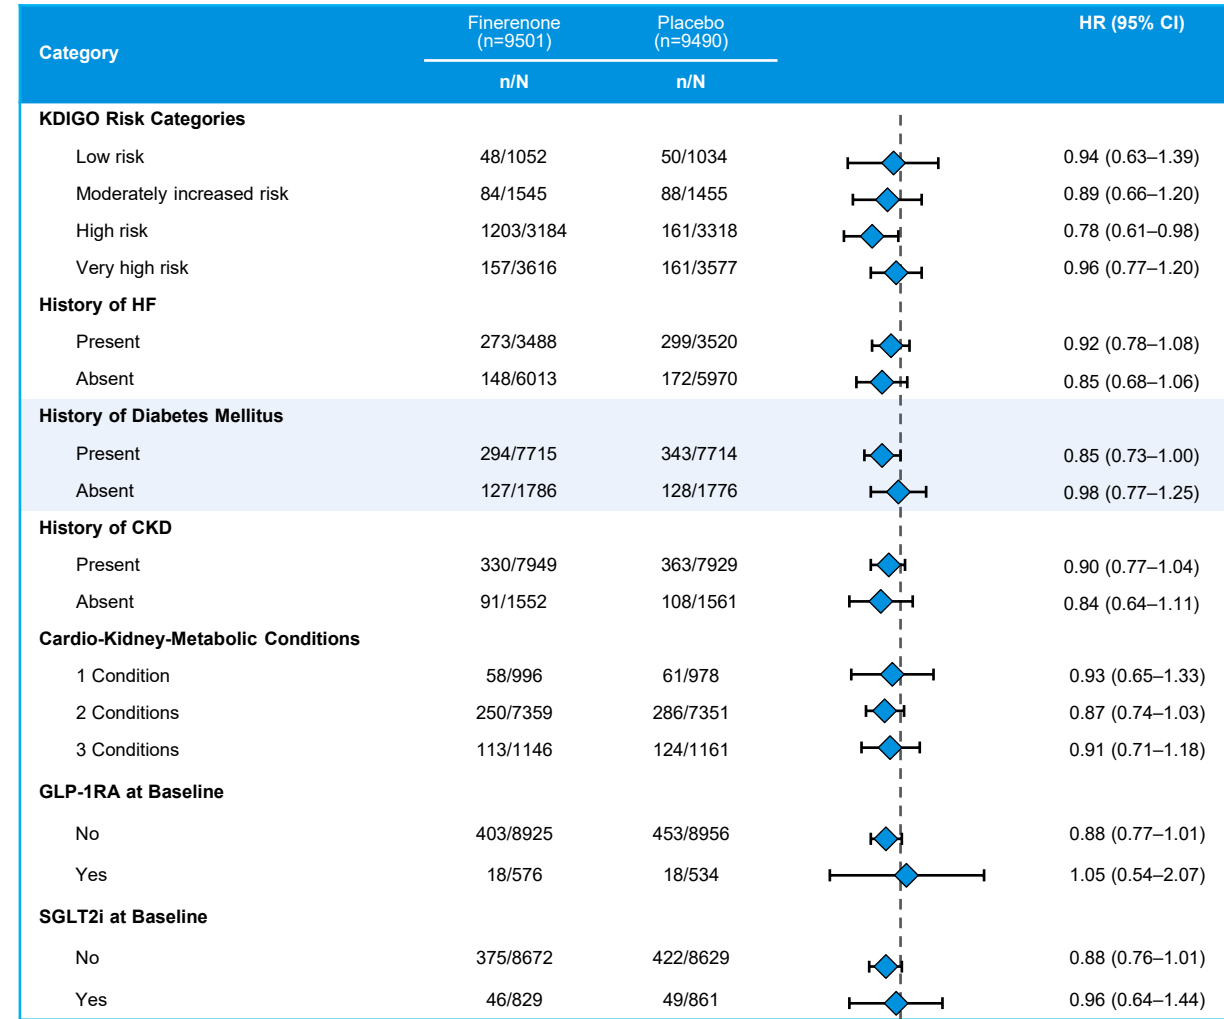 Category Finerenone (n=9501) Placebo (n=9490) HR (95% CI)
n/N n/N
KDIGO Risk Categories
Low risk 48/1052 50/1034 0.94 (0.63–1.39)
Moderately increased risk 84/1545 88/1455 0.89 (0.66–1.20)
High risk 1203/3184 161/3318 0.78 (0.61–0.98)
Very high risk 157/3616 161/3577 0.96 (0.77–1.20)
History of HF
Present 273/3488 299/3520 0.92 (0.78–1.08)
Absent 148/6013 172/5970 0.85 (0.68–1.06)
History of Diabetes Mellitus
Present 294/7715 343/7714 0.85 (0.73–1.00)
Absent 127/1786 128/1776 0.98 (0.77–1.25)
History of CKD
Present 330/7949 363/7929 0.90 (0.77–1.04)
Absent 91/1552 108/1561 0.84 (0.64–1.11)
Cardio-Kidney-Metabolic Conditions
1 Condition 58/996 61/978 0.93 (0.65–1.33)
2 Conditions 250/7359 286/7351 0.87 (0.74–1.03)
3 Conditions 113/1146 124/1161 0.91 (0.71–1.18)
GLP-1RA at Baseline
No 403/8925 453/8956 0.88 (0.77–1.01)
Yes 18/576 18/534 1.05 (0.54–2.07)
SGLT2i at Baseline
No 375/8672 422/8629 0.88 (0.76–1.01)
Yes 46/829 49/861 0.96 (0.64–1.44)